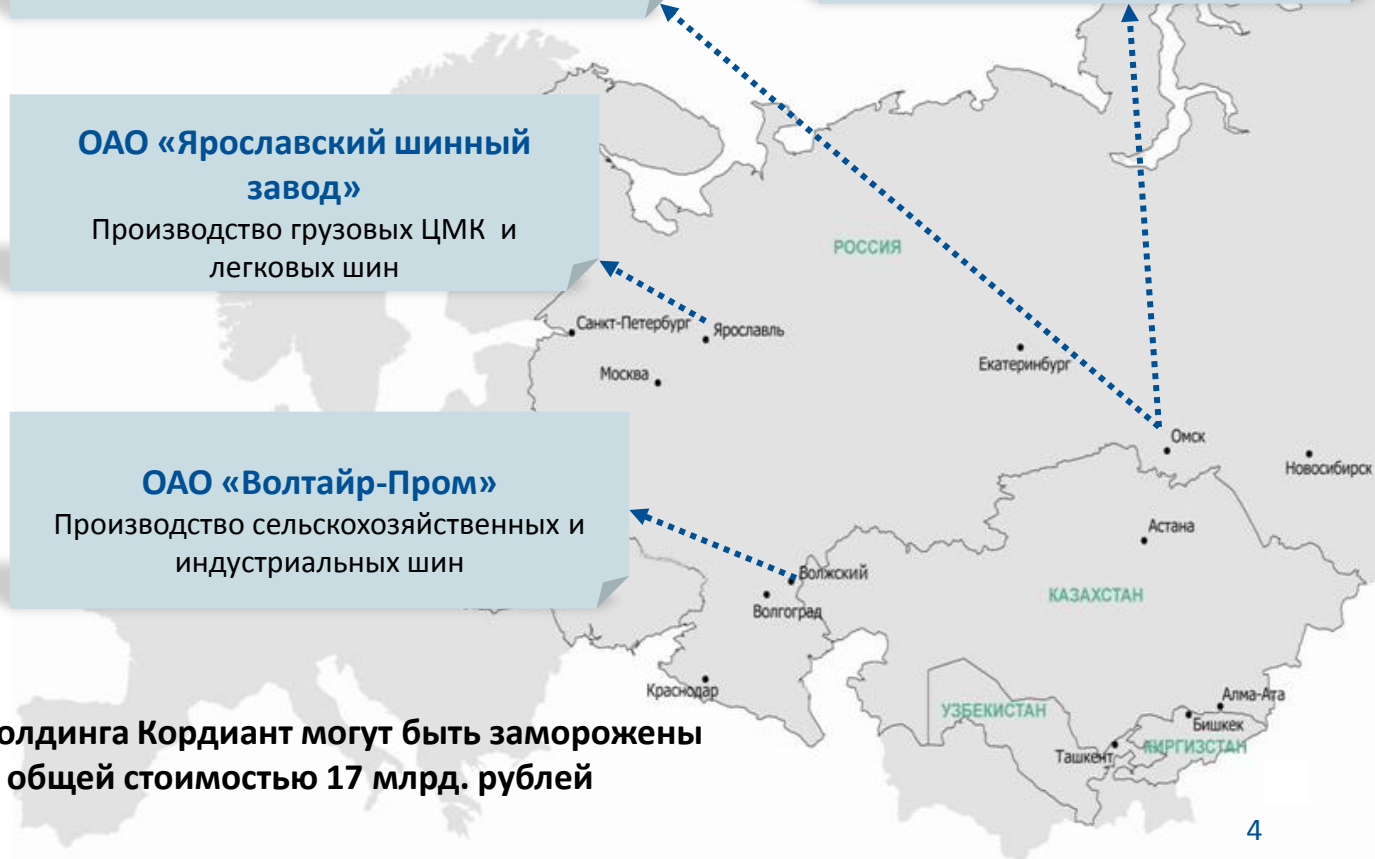 ОАО «Ярославский шинный
завод»
Производство грузовых ЦМК и
легковых шин
РОССИЯ
Санкт-Петербург
Ярославль
Екатеринбург
Москва
Омск
Новосибирск
ОАО «Волтайр-Пром»
Производство сельскохозяйственных и
индустриальных шин
Астана
Волжский
КАЗАХСТАН
Волгоград
Краснодар
Алма-Ата
УЗБЕКИСТАН
Бишкек
Ташкент
КИРГИЗСТАН
олдинга Кордиант могут быть заморожены
общей стоимостью 17 млрд. рублей
4